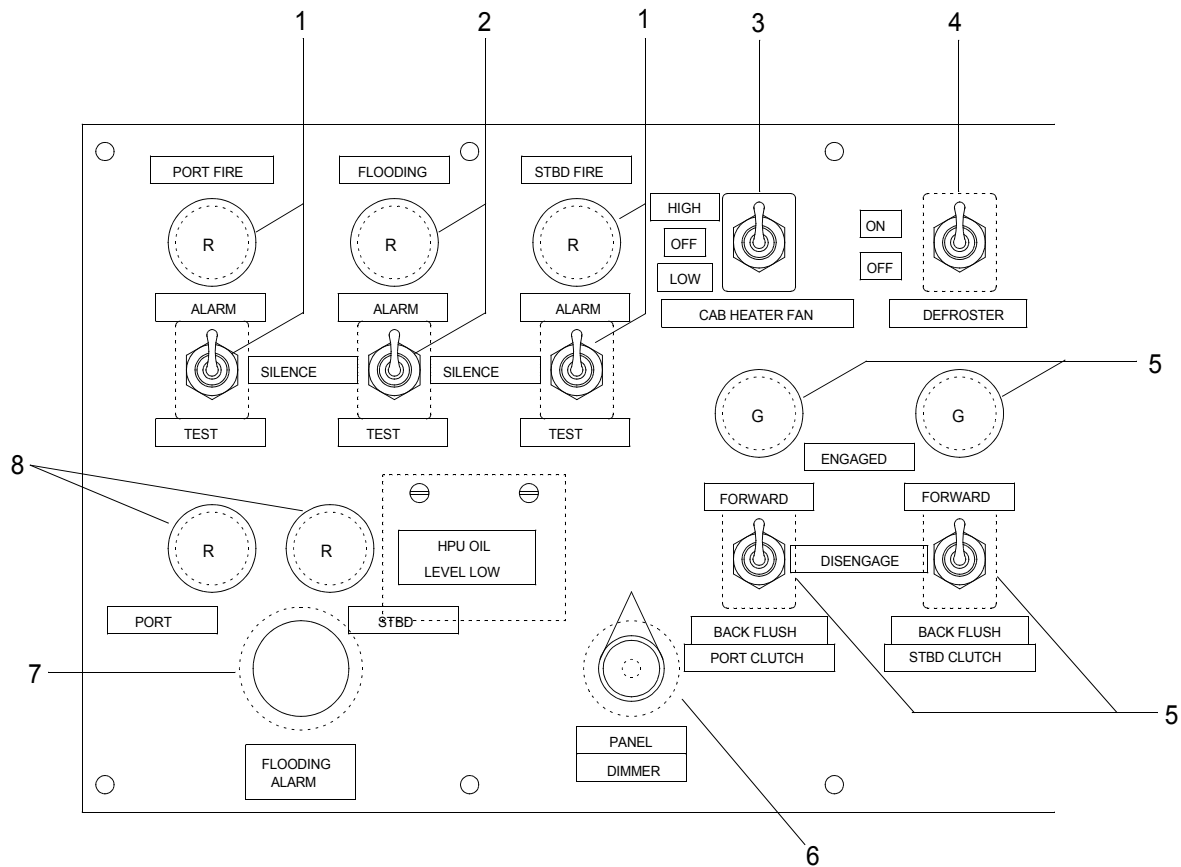 1 2 1 3 4
PORT FIRE FLOODING STBD FIRE
R R R
HIGH
OFF
LOW
ON
OFF
ALARM ALARM ALARM
CAB HEATER FAN DEFROSTER
SILENCE SILENCE
5
G G
TEST TEST TEST
ENGAGED
8
FORWARD FORWARD
R R
HPU OIL
LEVEL LOW
DISENGAGE
PORT STBD
BACK FLUSH BACK FLUSH
PORT CLUTCH STBD CLUTCH
7
5
PANEL
DIMMER
FLOODING
ALARM
6